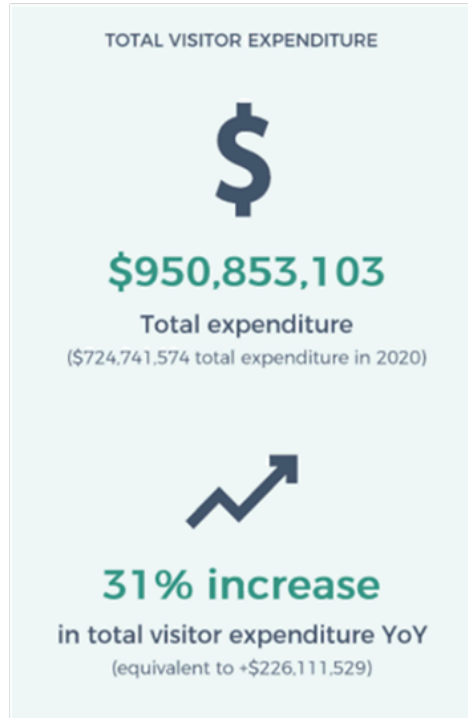 TOTAL VISITOR EXPENDITURE
$
$950,853,103
Total expenditure
($724,741,574 total expenditure in 2020)
31% increase
in total visitor expenditure YoY
(equivalent to +$226,111,529)